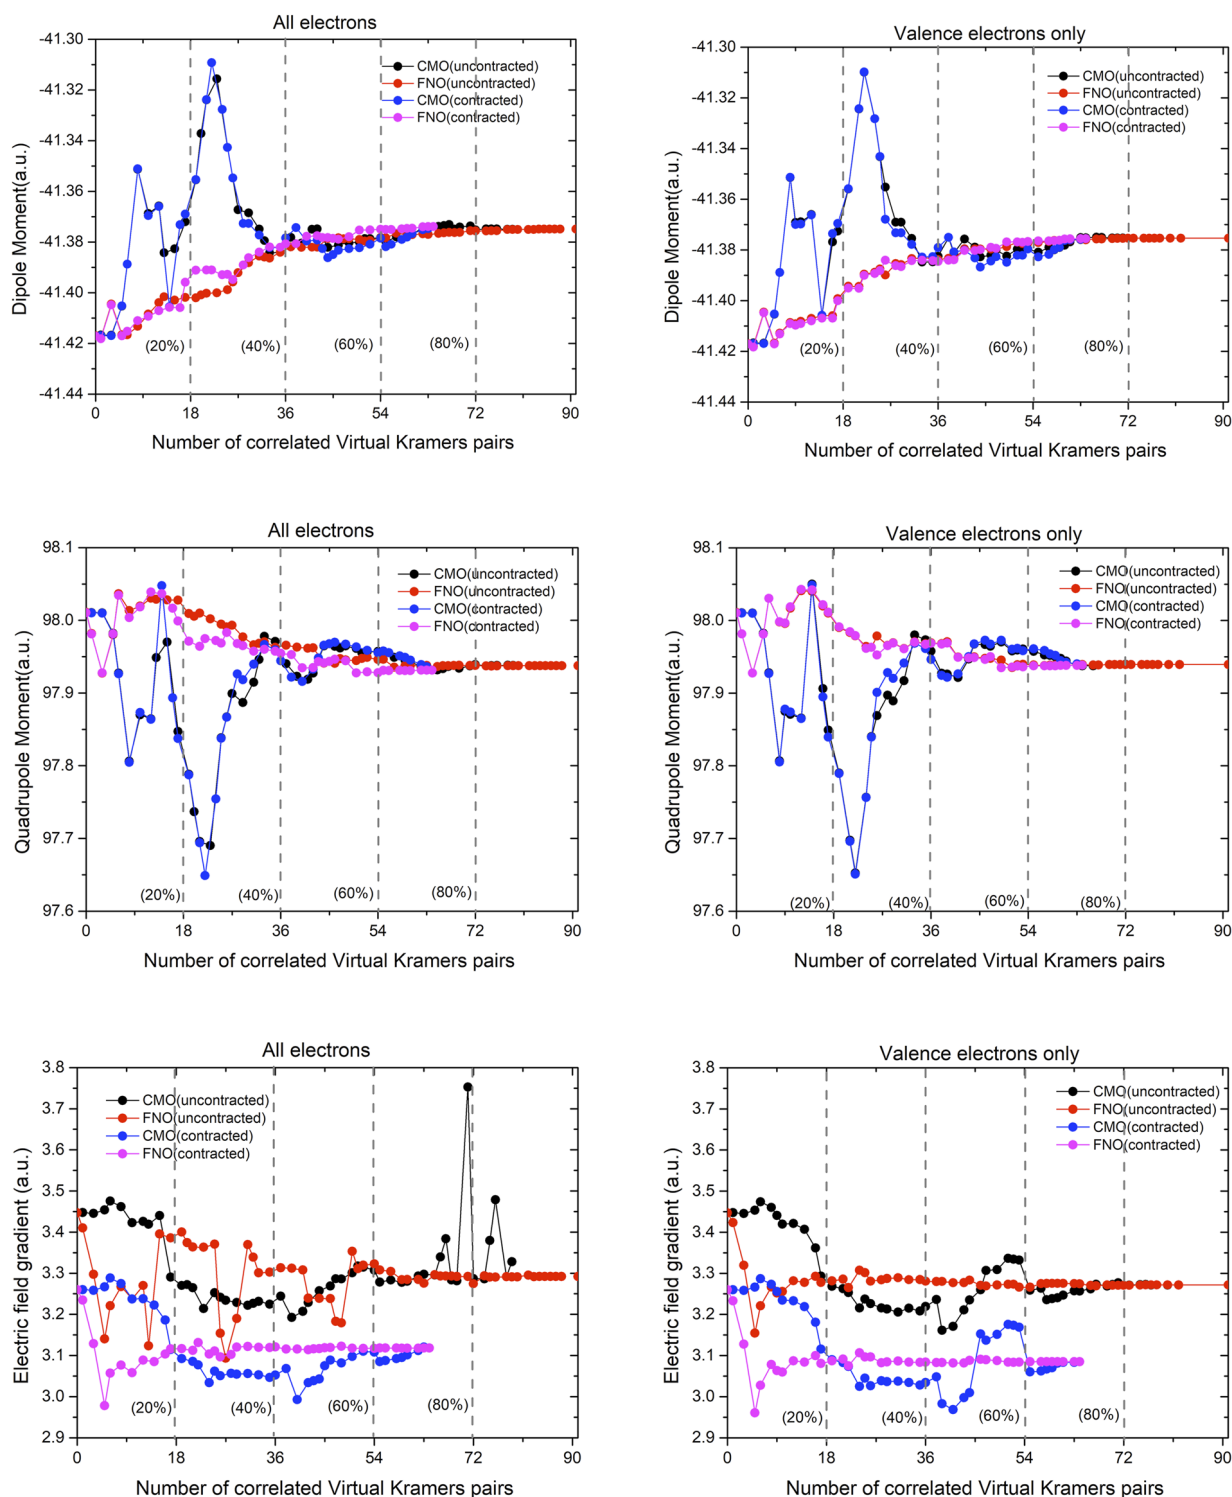 All electrons
Dipole Moment(a.u.)
-41.30
-41.32
-41.34
-41.36
-41.38
-41.40
-41.42
-41.44
CMO(uncontracted)
FNO(uncontracted)
CMO(contracted)
FNO(contracted)
(20%) (40%) (60%) (80%)
0 18 36 54 72 90
Number of correlated Virtual Kramers pairs
Valence electrons only
Dipole Moment(a.u.)
-41.30
-41.32
-41.34
-41.36
-41.38
-41.40
-41.42
-41.44
CMO(uncontracted)
FNO(uncontracted)
CMO(contracted)
FNO(contracted)
(20%) (40%) (60%) (80%)
0 18 36 54 72 90
Number of correlated Virtual Kramers pairs
All electrons
Quadrupole Moment(a.u.)
98.1
98.0
97.9
97.8
97.7
97.6
CMO(uncontracted)
FNO(uncontracted)
CMO(contracted)
FNO(contracted)
(20%) (40%) (60%) (80%)
0 18 36 54 72 90
Number of correlated Virtual Kramers pairs
Valence electrons only
Quadrupole Moment(a.u.)
98.1
98.0
97.9
97.8
97.7
97.6
CMO(uncontracted)
FNO(uncontracted)
CMO(contracted)
FNO(contracted)
(20%) (40%) (60%) (80%)
0 18 36 54 72 90
Number of correlated Virtual Kramers pairs
All electrons
Electric field gradient (a.u.)
3.8
3.7
3.6
3.5
3.4
3.3
3.2
3.1
3.0
2.9
CMO(uncontracted)
FNO(uncontracted)
CMO(contracted)
FNO(contracted)
(20%) (40%) (60%) (80%)
0 18 36 54 72 90
Number of correlated Virtual Kramers pairs
Valence electrons only
Electric field gradient (a.u.)
3.8
3.7
3.6
3.5
3.4
3.3
3.2
3.1
3.0
2.9
CMO(uncontracted)
FNO(uncontracted)
CMO(contracted)
FNO(contracted)
(20%) (40%) (60%) (80%)
0 18 36 54 72 90
Number of correlated Virtual Kramers pairs